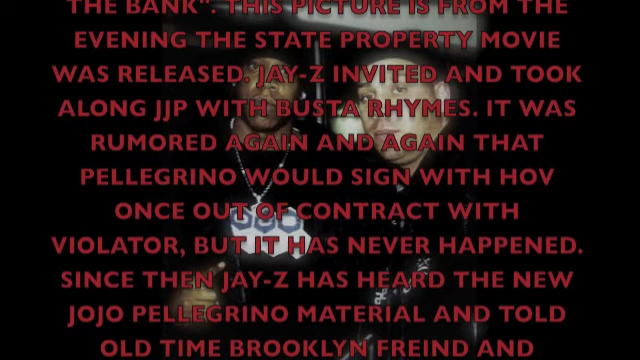 THE BANK". THIS PICTURE IS FROM THE
EVENING THE STATE PROPERTY MOVIE
WAS RELEASED. JAY-Z INVITED AND TOOK
ALONG JJP WITH BUSTA RHYMES. IT WAS
RUMORED AGAIN AND AGAIN THAT
PELLEGRINO WOULD SIGN WITH HOV
ONCE OUT OF CONTRACT WITH
VIOLATOR, BUT IT HAS NEVER HAPPENED.
SINCE THEN JAY-Z HAS HEARD THE NEW
JOJO PELLEGRINO MATERIAL AND TOLD
OLD TIME BROOKLYN FREIND AND